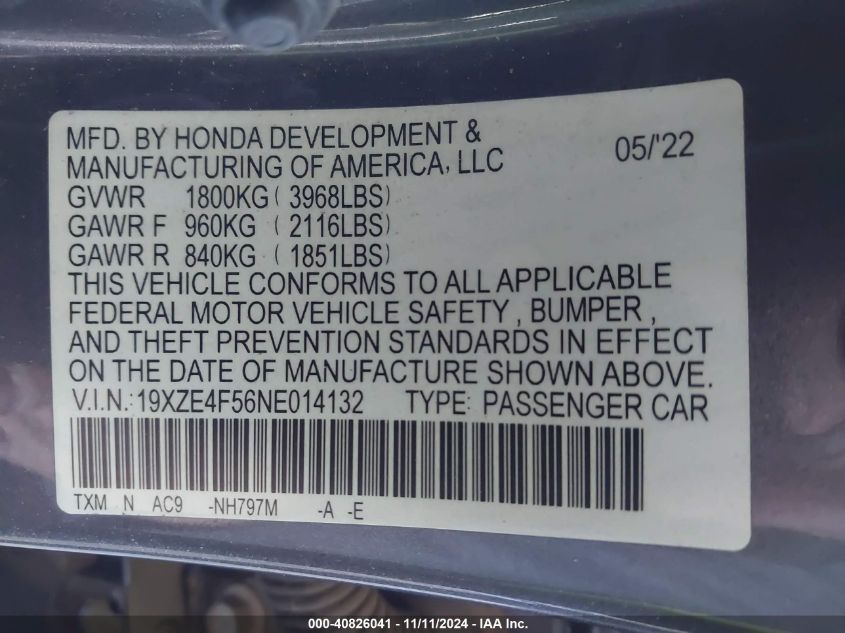 MFD. BY HONDA DEVELOPMENT & 05/'22
MANUFACTURING OF AMERICA, LLC
GVWR 1800KG ( 3968LBS)
GAWR F 960KG ( 2116LBS)
GAWR R 840KG ( 1851LBS)
THIS VEHICLE CONFORMS TO ALL APPLICABLE
FEDERAL MOTOR VEHICLE SAFETY , BUMPER ,
AND THEFT PREVENTION STANDARDS IN EFFECT
ON THE DATE OF MANUFACTURE SHOWN ABOVE.
V.I.N.: 19XZE4F56NE014132 TYPE: PASSENGER CAR
TXM N AC9 -NH797M -A -E
000-40826041 - 11/11/2024 - IAA Inc.